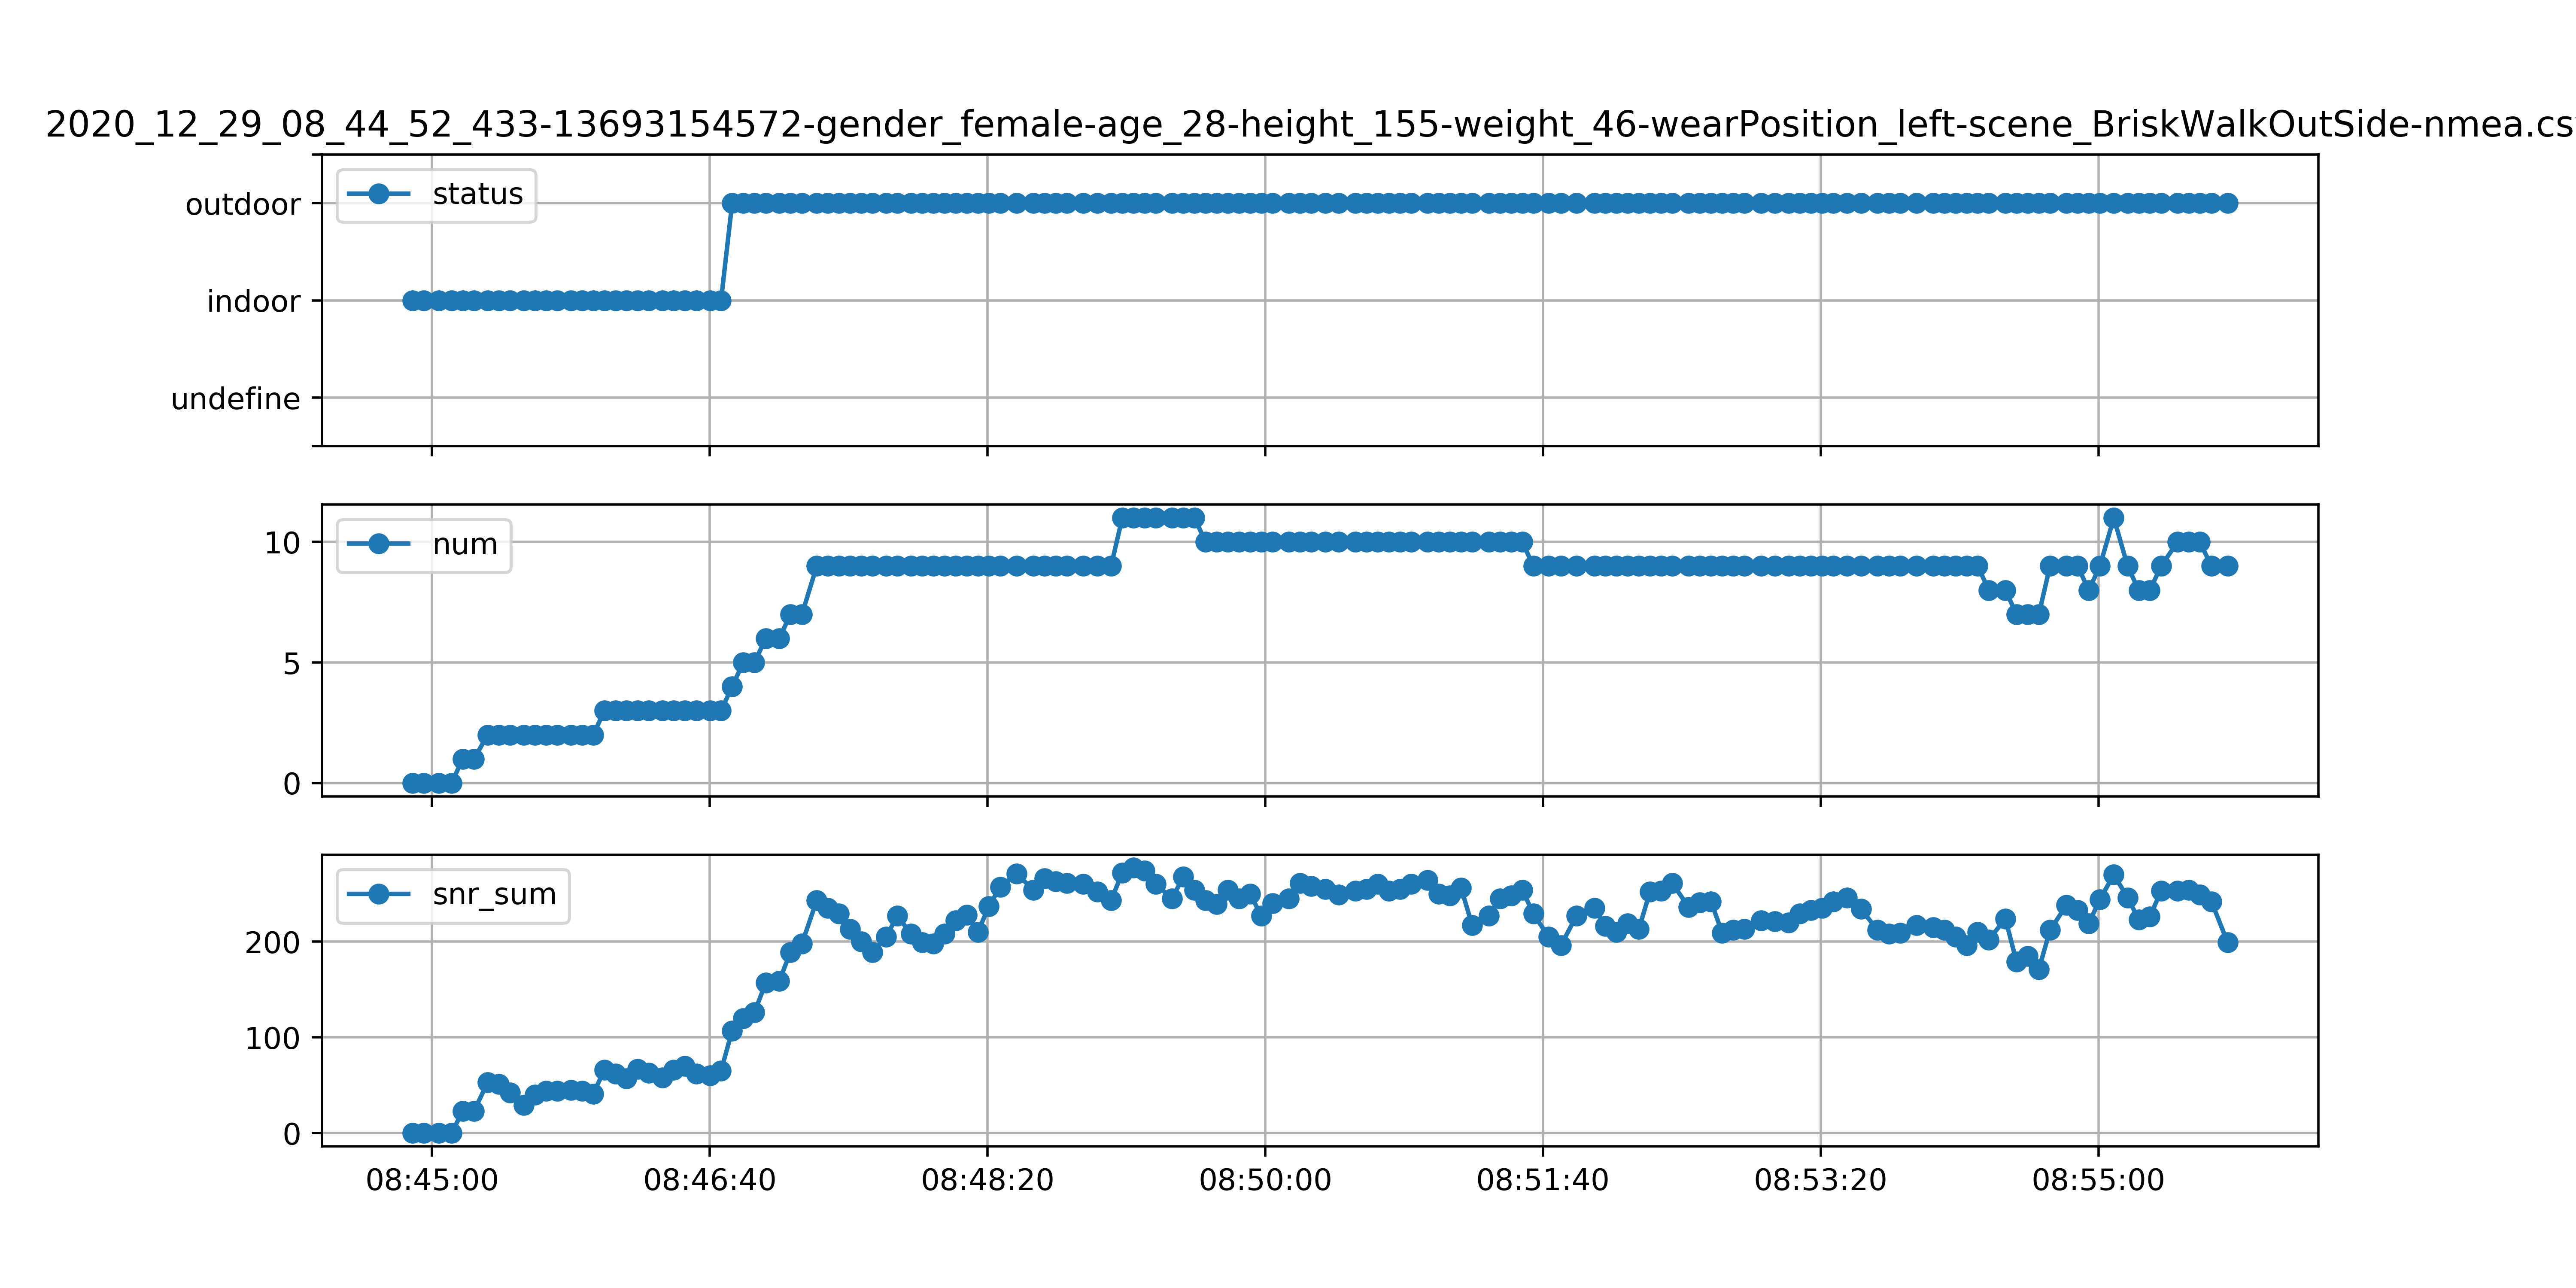 2020_12_29_08_44_52_433-13693154572-gender_female-age_28-height_155-weight_46-wearPosition_left-scene_BriskWalkOutSide-nmea.cs
status
outdoor
indoor
undefine
num
10
5
0
snr_sum
200
100
0
08:45:00 08:46:40 08:48:20 08:50:00 08:51:40 08:53:20 08:55:00